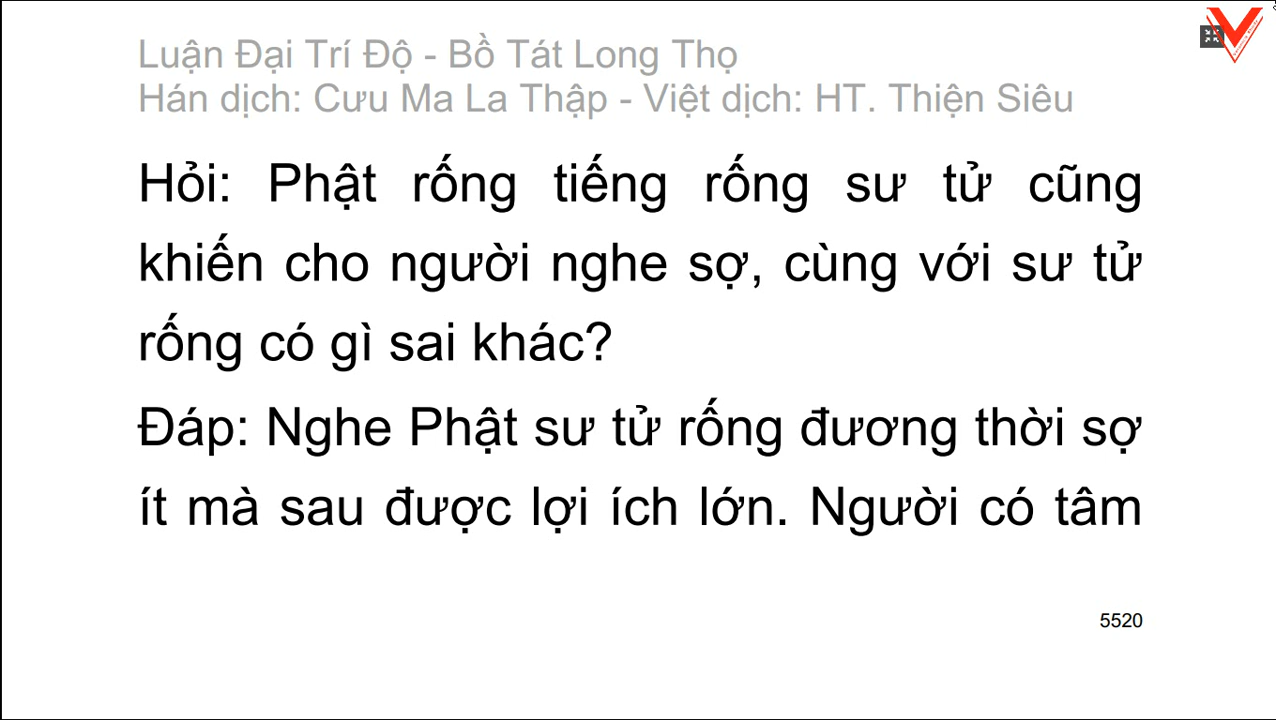 Luận Đại Trí Độ - Bồ Tát Long Thọ
Hán dịch: Cưu Ma La Thập - Việt dịch: HT. Thiện Siêu
Hỏi: Phật rống tiếng rống sư tử cũng
khiến cho người nghe sợ, cùng với sư tử
rống có gì sai khác?
Đáp: Nghe Phật sư tử rống đương thời sợ
ít mà sau được lợi ích lớn. Người có tâm
5520